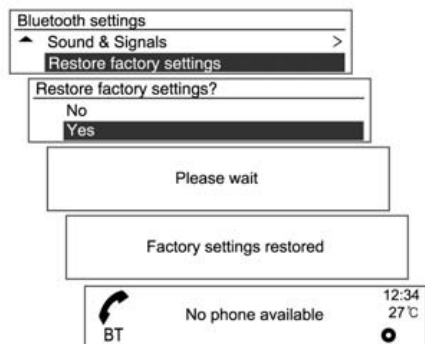 Bluetooth settings
Sound & Signals >
Restore factory settings
Restore factory settings?
No
Yes
Please wait
Factory settings restored
12:34
No phone available 27 ℃
BT